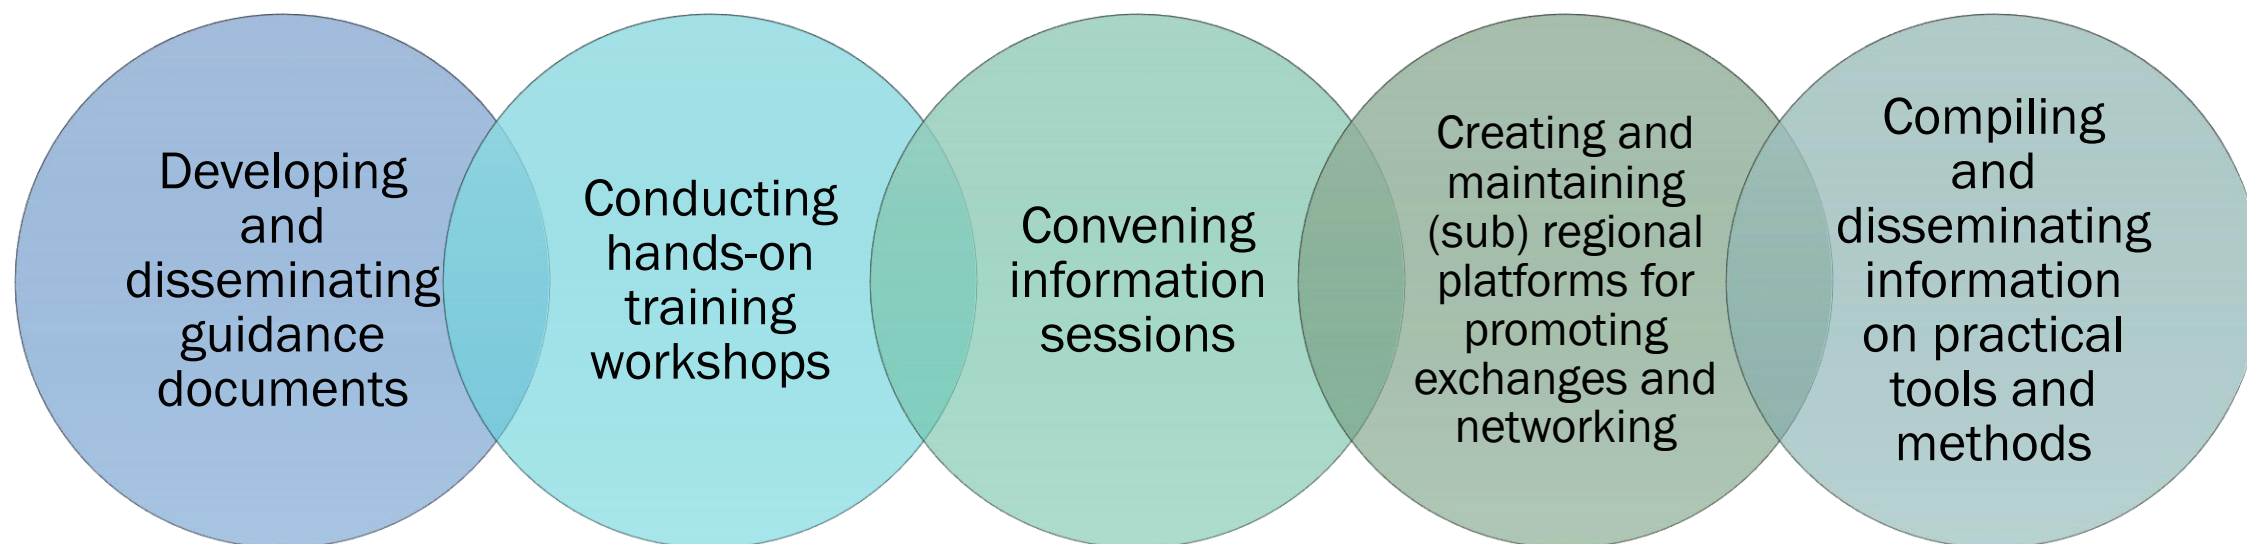 Developing
and
disseminating
guidance
documents
Conducting
hands-on
training
workshops
Convening
information
sessions
Creating and
maintaining
(sub) regional
platforms for
promoting
exchanges and
networking
Compiling
and
disseminating
information
on practical
tools and
methods